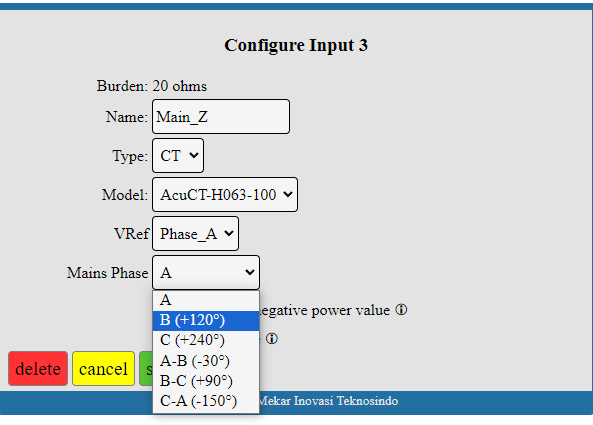 Configure Input 3
Burden: 20 ohms
Name: Main_Z
Type: CT
Model: AcuCT-H063-100
VRef Phase_A
Mains Phase A
A
B (+120°)
C (+240°)
A-B (-30°)
B-C (+90°)
C-A (-150°)
negative power value ⓘ
ⓘ
delete cancel s
Mekar Inovasi Teknosindo